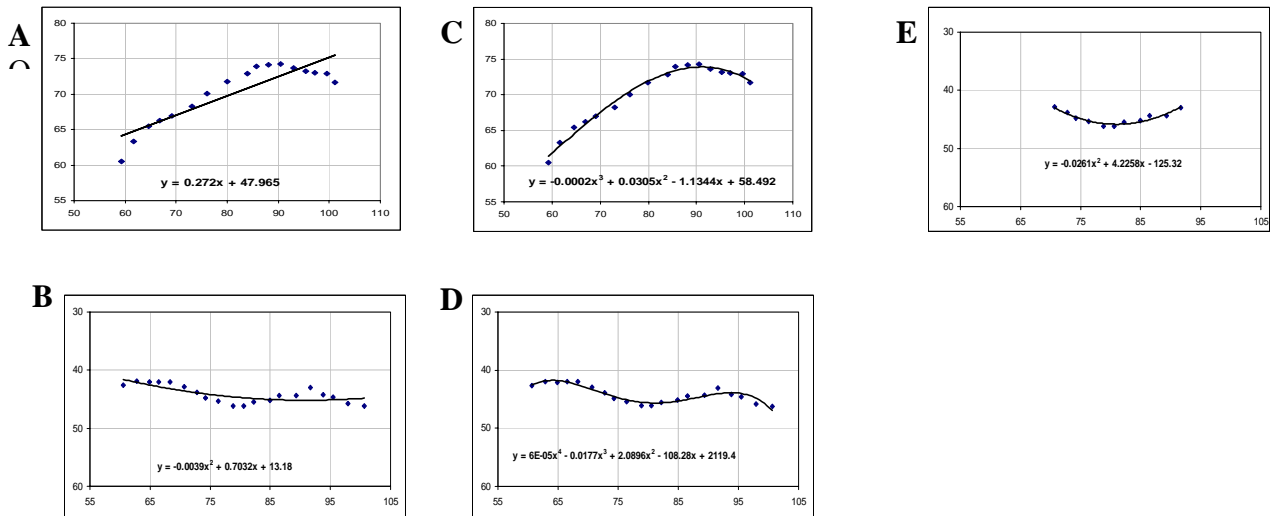 A
80
75
70
65
60
55
y = 0.272x + 47.965
50 60 70 80 90 100 110
C
80
75
70
65
60
55
y = -0.0002x³ + 0.0305x² - 1.1344x + 58.492
50 60 70 80 90 100 110
E
30
40
50
60
y = -0.0261x² + 4.2258x - 125.32
55 65 75 85 95 105
B
30
40
50
60
y = -0.0039x² + 0.7032x + 13.18
55 65 75 85 95 105
D
30
40
50
60
y = 6E-05x⁴ - 0.0177x³ + 2.0896x² - 108.28x + 2119.4
55 65 75 85 95 105